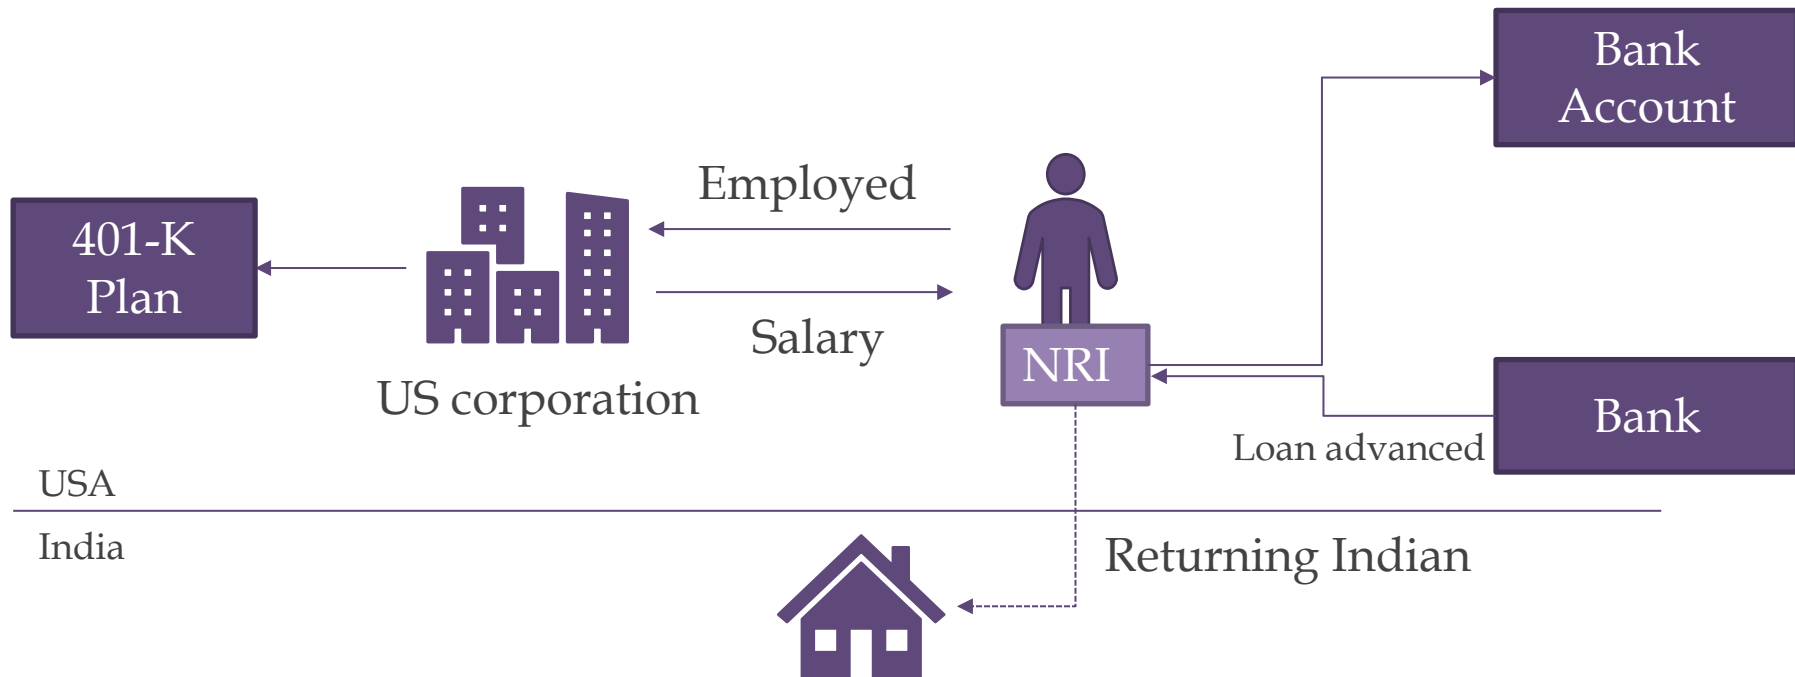 Bank
Account
Employed
401-K
Plan
Salary
NRI
US corporation
Bank
Loan advanced
USA
India
Returning Indian